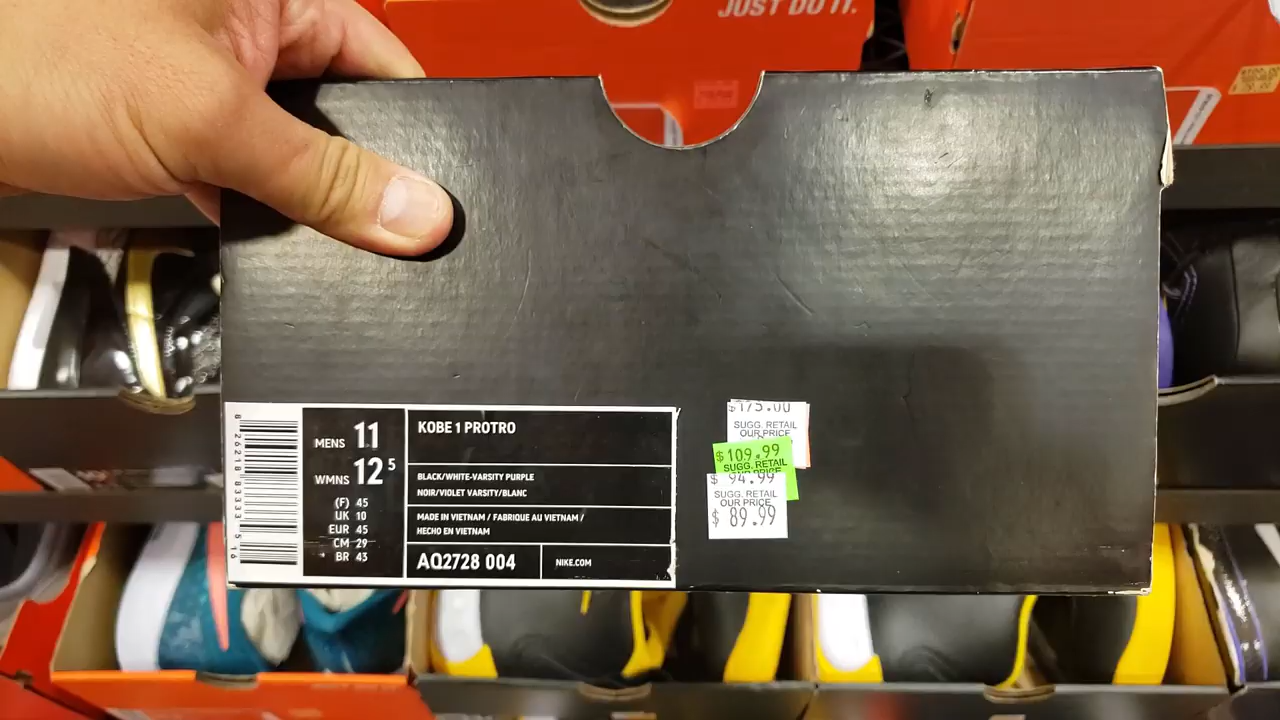 JUST DO IT.
MENS 11
WMNS 12 5
(F) 45
UK 10
EUR 45
CM 29
BR 43
KOBE 1 PROTRO
BLACK/WHITE-VARSITY PURPLE
NOIR/VIOLET VARSITY/BLANC
MADE IN VIETNAM / FABRIQUE AU VIETNAM /
HECHO EN VIETNAM
AQ2728 004
NIKE.COM
$175.00
SUGG. RETAIL
OUR PRICE
$109.99
SUGG. RETAIL
OUR PRICE
$ 94.99
SUGG. RETAIL
OUR PRICE
$ 89.99